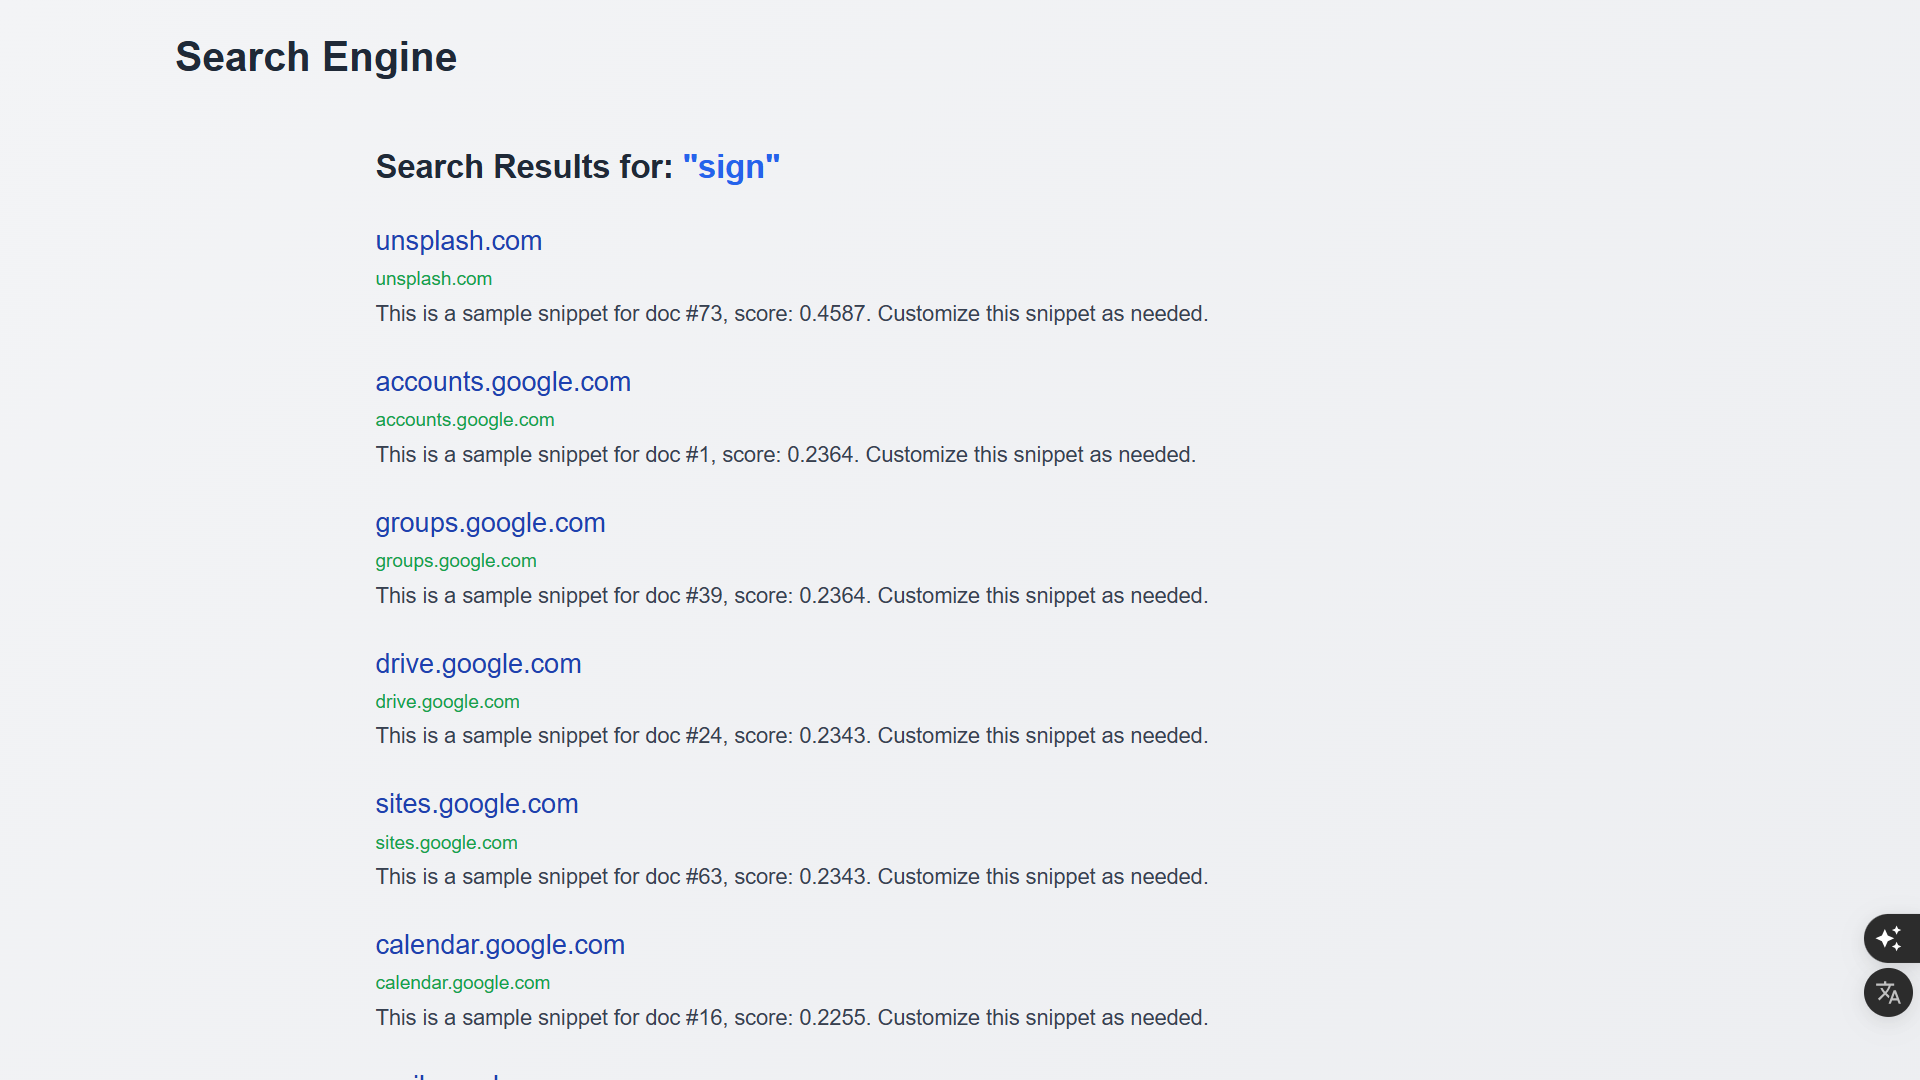 Search Engine
Search Results for: "sign"
unsplash.com
unsplash.com
This is a sample snippet for doc #73, score: 0.4587. Customize this snippet as needed.
accounts.google.com
accounts.google.com
This is a sample snippet for doc #1, score: 0.2364. Customize this snippet as needed.
groups.google.com
groups.google.com
This is a sample snippet for doc #39, score: 0.2364. Customize this snippet as needed.
drive.google.com
drive.google.com
This is a sample snippet for doc #24, score: 0.2343. Customize this snippet as needed.
sites.google.com
sites.google.com
This is a sample snippet for doc #63, score: 0.2343. Customize this snippet as needed.
calendar.google.com
calendar.google.com
This is a sample snippet for doc #16, score: 0.2255. Customize this snippet as needed.